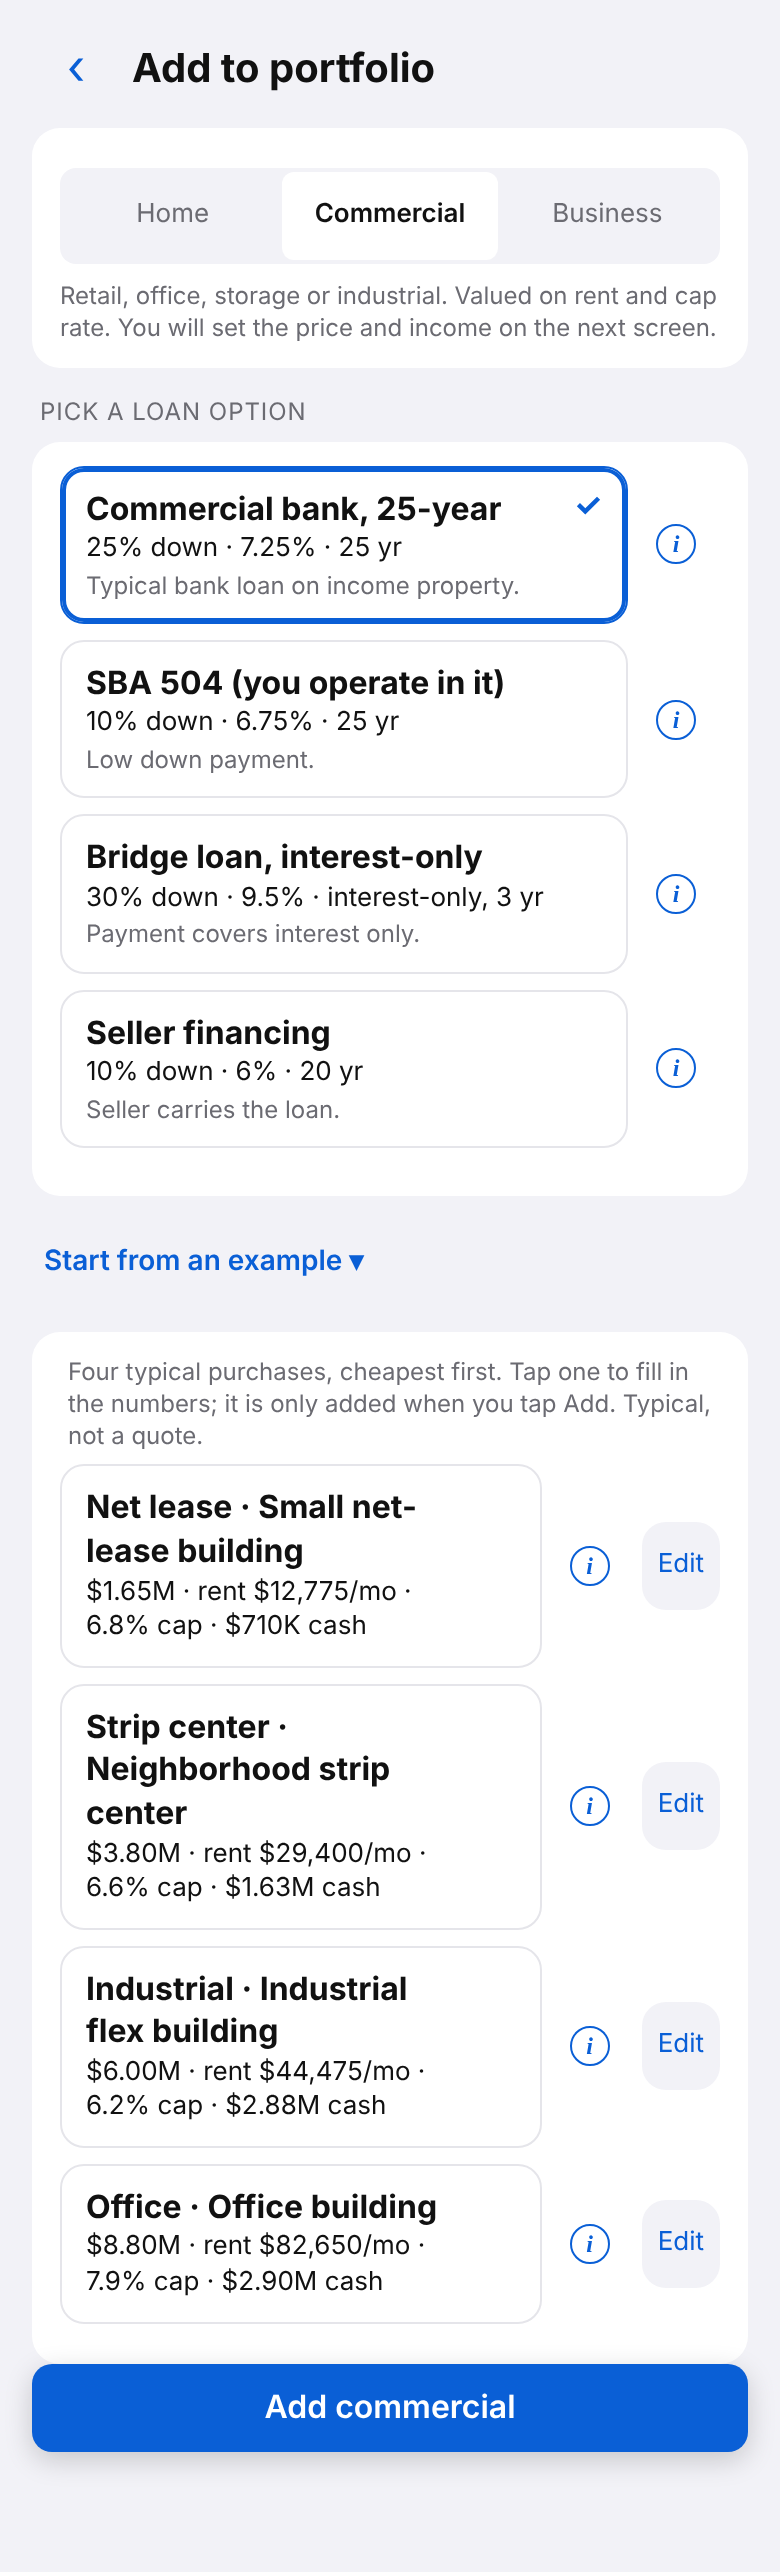 ‹ Add to portfolio
Home Commercial Business
Retail, office, storage or industrial. Valued on rent and cap
rate. You will set the price and income on the next screen.
PICK A LOAN OPTION
Commercial bank, 25-year ✓
25% down · 7.25% · 25 yr
Typical bank loan on income property.
i
SBA 504 (you operate in it)
10% down · 6.75% · 25 yr
Low down payment.
i
Bridge loan, interest-only
30% down · 9.5% · interest-only, 3 yr
Payment covers interest only.
i
Seller financing
10% down · 6% · 20 yr
Seller carries the loan.
i
Start from an example ▾
Four typical purchases, cheapest first. Tap one to fill in
the numbers; it is only added when you tap Add. Typical,
not a quote.
Net lease · Small net-
lease building
$1.65M · rent $12,775/mo ·
6.8% cap · $710K cash
i Edit
Strip center ·
Neighborhood strip
center
$3.80M · rent $29,400/mo ·
6.6% cap · $1.63M cash
i Edit
Industrial · Industrial
flex building
$6.00M · rent $44,475/mo ·
6.2% cap · $2.88M cash
i Edit
Office · Office building
$8.80M · rent $82,650/mo ·
7.9% cap · $2.90M cash
i Edit
Add commercial